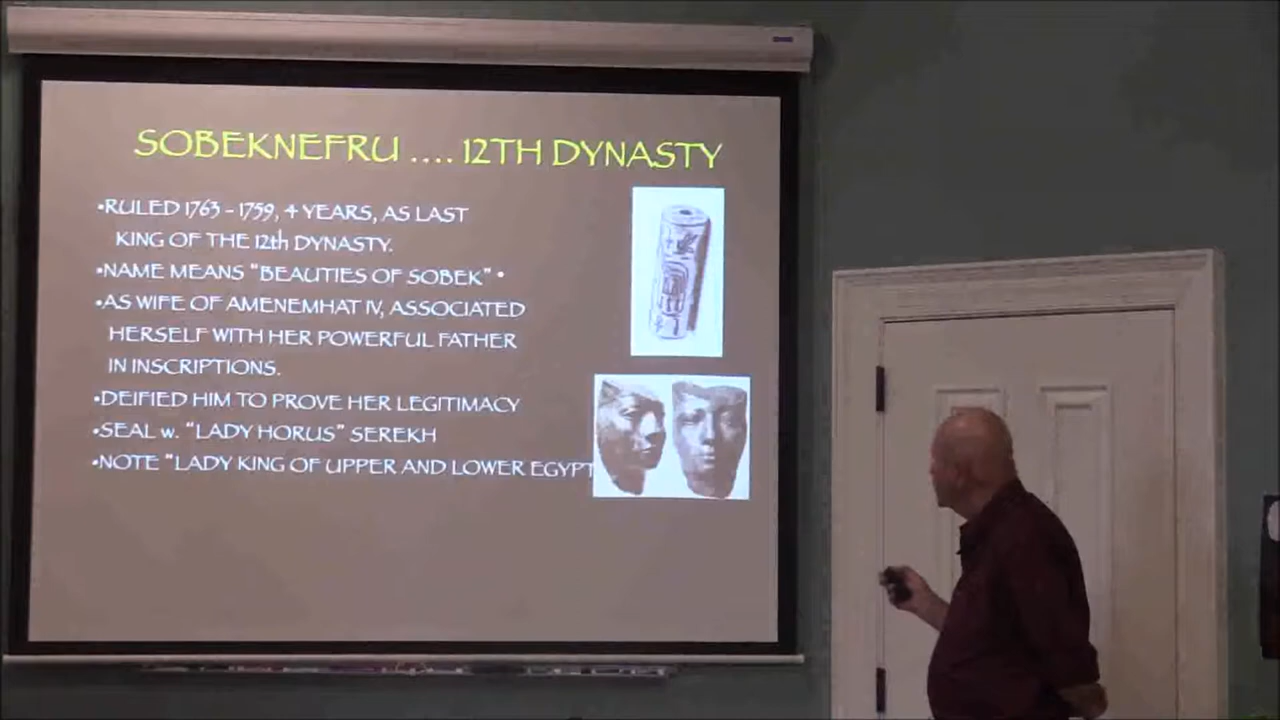 SOBEKNEFRU .... 12TH DYNASTY
•RULED 1763 - 1759, 4 YEARS, AS LAST
KING OF THE 12th DYNASTY.
•NAME MEANS "BEAUTIES OF SOBEK" •
•AS WIFE OF AMENEMHAT IV, ASSOCIATED
HERSELF WITH HER POWERFUL FATHER
IN INSCRIPTIONS.
•DEIFIED HIM TO PROVE HER LEGITIMACY
•SEAL w. "LADY HORUS" SEREKH
•NOTE "LADY KING OF UPPER AND LOWER EGYPT